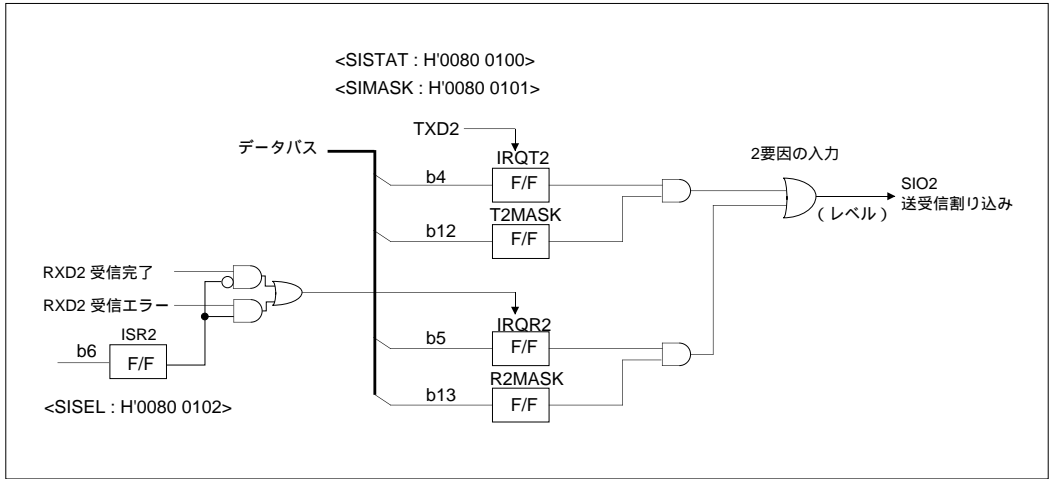 <SISTAT : H'0080 0100>
<SIMASK : H'0080 0101>
TXD2
データバス
IRQT2
2要因の入力
b4
F/F
SIO2
送受信割り込み
(レベル)
T2MASK
b12
F/F
RXD2 受信完了
RXD2 受信エラー
ISR2
b6
F/F
IRQR2
b5
F/F
R2MASK
b13
F/F
<SISEL : H'0080 0102>